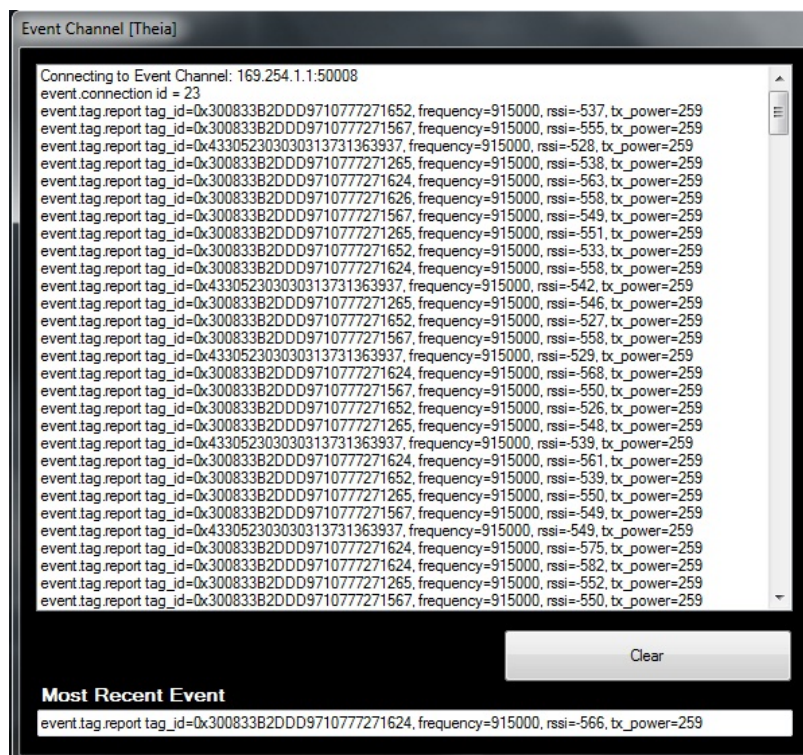 Event Channel [Theia]
Connecting to Event Channel: 169.254.1.1:50008
event.connection id = 23
event.tag.report tag_id=0x300833B2DDD9710777271652, frequency=915000, rssi=-537, tx_power=259
event.tag.report tag_id=0x300833B2DDD9710777271567, frequency=915000, rssi=-555, tx_power=259
event.tag.report tag_id=0x433052303030313731363937, frequency=915000, rssi=-528, tx_power=259
event.tag.report tag_id=0x300833B2DDD9710777271265, frequency=915000, rssi=-538, tx_power=259
event.tag.report tag_id=0x300833B2DDD9710777271624, frequency=915000, rssi=-563, tx_power=259
event.tag.report tag_id=0x300833B2DDD9710777271626, frequency=915000, rssi=-558, tx_power=259
event.tag.report tag_id=0x300833B2DDD9710777271567, frequency=915000, rssi=-549, tx_power=259
event.tag.report tag_id=0x300833B2DDD9710777271265, frequency=915000, rssi=-551, tx_power=259
event.tag.report tag_id=0x300833B2DDD9710777271652, frequency=915000, rssi=-533, tx_power=259
event.tag.report tag_id=0x300833B2DDD9710777271624, frequency=915000, rssi=-558, tx_power=259
event.tag.report tag_id=0x433052303030313731363937, frequency=915000, rssi=-542, tx_power=259
event.tag.report tag_id=0x300833B2DDD9710777271265, frequency=915000, rssi=-546, tx_power=259
event.tag.report tag_id=0x300833B2DDD9710777271652, frequency=915000, rssi=-527, tx_power=259
event.tag.report tag_id=0x300833B2DDD9710777271567, frequency=915000, rssi=-558, tx_power=259
event.tag.report tag_id=0x433052303030313731363937, frequency=915000, rssi=-529, tx_power=259
event.tag.report tag_id=0x300833B2DDD9710777271624, frequency=915000, rssi=-568, tx_power=259
event.tag.report tag_id=0x300833B2DDD9710777271567, frequency=915000, rssi=-550, tx_power=259
event.tag.report tag_id=0x300833B2DDD9710777271652, frequency=915000, rssi=-526, tx_power=259
event.tag.report tag_id=0x300833B2DDD9710777271265, frequency=915000, rssi=-548, tx_power=259
event.tag.report tag_id=0x433052303030313731363937, frequency=915000, rssi=-539, tx_power=259
event.tag.report tag_id=0x300833B2DDD9710777271624, frequency=915000, rssi=-561, tx_power=259
event.tag.report tag_id=0x300833B2DDD9710777271652, frequency=915000, rssi=-539, tx_power=259
event.tag.report tag_id=0x300833B2DDD9710777271265, frequency=915000, rssi=-550, tx_power=259
event.tag.report tag_id=0x300833B2DDD9710777271567, frequency=915000, rssi=-549, tx_power=259
event.tag.report tag_id=0x433052303030313731363937, frequency=915000, rssi=-549, tx_power=259
event.tag.report tag_id=0x300833B2DDD9710777271624, frequency=915000, rssi=-575, tx_power=259
event.tag.report tag_id=0x300833B2DDD9710777271624, frequency=915000, rssi=-582, tx_power=259
event.tag.report tag_id=0x300833B2DDD9710777271265, frequency=915000, rssi=-552, tx_power=259
event.tag.report tag_id=0x300833B2DDD9710777271567, frequency=915000, rssi=-550, tx_power=259
Clear
Most Recent Event
event.tag.report tag_id=0x300833B2DDD9710777271624, frequency=915000, rssi=-566, tx_power=259